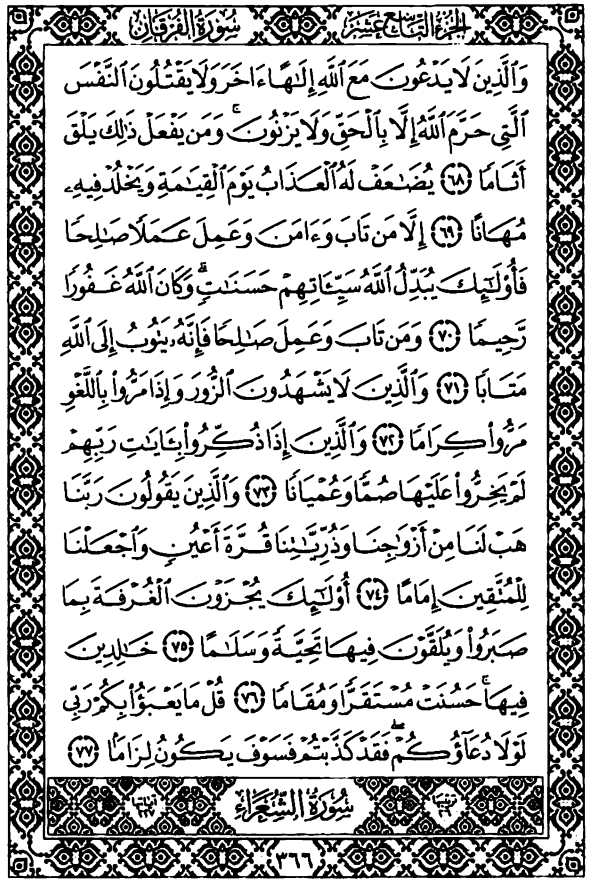 الجزء التاسع عشر سورة الفرقان
وَٱلَّذِينَ لَا يَدْعُونَ مَعَ ٱللَّهِ إِلَٰهًا ءَاخَرَ وَلَا يَقْتُلُونَ ٱلنَّفْسَ
ٱلَّتِى حَرَّمَ ٱللَّهُ إِلَّا بِٱلْحَقِّ وَلَا يَزْنُونَ ۚ وَمَن يَفْعَلْ ذَٰلِكَ يَلْقَ
أَثَامًا ٦٨ يُضَٰعَفْ لَهُ ٱلْعَذَابُ يَوْمَ ٱلْقِيَٰمَةِ وَيَخْلُدْ فِيهِۦ
مُهَانًا ٦٩ إِلَّا مَن تَابَ وَءَامَنَ وَعَمِلَ عَمَلًا صَٰلِحًا
فَأُو۟لَٰٓئِكَ يُبَدِّلُ ٱللَّهُ سَيِّـَٔاتِهِمْ حَسَنَٰتٍ ۗ وَكَانَ ٱللَّهُ غَفُورًا
رَّحِيمًا ٧٠ وَمَن تَابَ وَعَمِلَ صَٰلِحًا فَإِنَّهُۥ يَتُوبُ إِلَى ٱللَّهِ
مَتَابًا ٧١ وَٱلَّذِينَ لَا يَشْهَدُونَ ٱلزُّورَ وَإِذَا مَرُّوا۟ بِٱللَّغْوِ
مَرُّوا۟ كِرَامًا ٧٢ وَٱلَّذِينَ إِذَا ذُكِّرُوا۟ بِـَٔايَٰتِ رَبِّهِمْ
لَمْ يَخِرُّوا۟ عَلَيْهَا صُمًّا وَعُمْيَانًا ٧٣ وَٱلَّذِينَ يَقُولُونَ رَبَّنَا
هَبْ لَنَا مِنْ أَزْوَٰجِنَا وَذُرِّيَّٰتِنَا قُرَّةَ أَعْيُنٍ وَٱجْعَلْنَا
لِلْمُتَّقِينَ إِمَامًا ٧٤ أُو۟لَٰٓئِكَ يُجْزَوْنَ ٱلْغُرْفَةَ بِمَا
صَبَرُوا۟ وَيُلَقَّوْنَ فِيهَا تَحِيَّةً وَسَلَٰمًا ٧٥ خَٰلِدِينَ
فِيهَا ۚ حَسُنَتْ مُسْتَقَرًّا وَمُقَامًا ٧٦ قُلْ مَا يَعْبَؤُا۟ بِكُمْ رَبِّى
لَوْلَا دُعَآؤُكُمْ ۖ فَقَدْ كَذَّبْتُمْ فَسَوْفَ يَكُونُ لِزَامًۢا ٧٧
سُورَةُ الشُّعَرَاءِ
٣٦٦